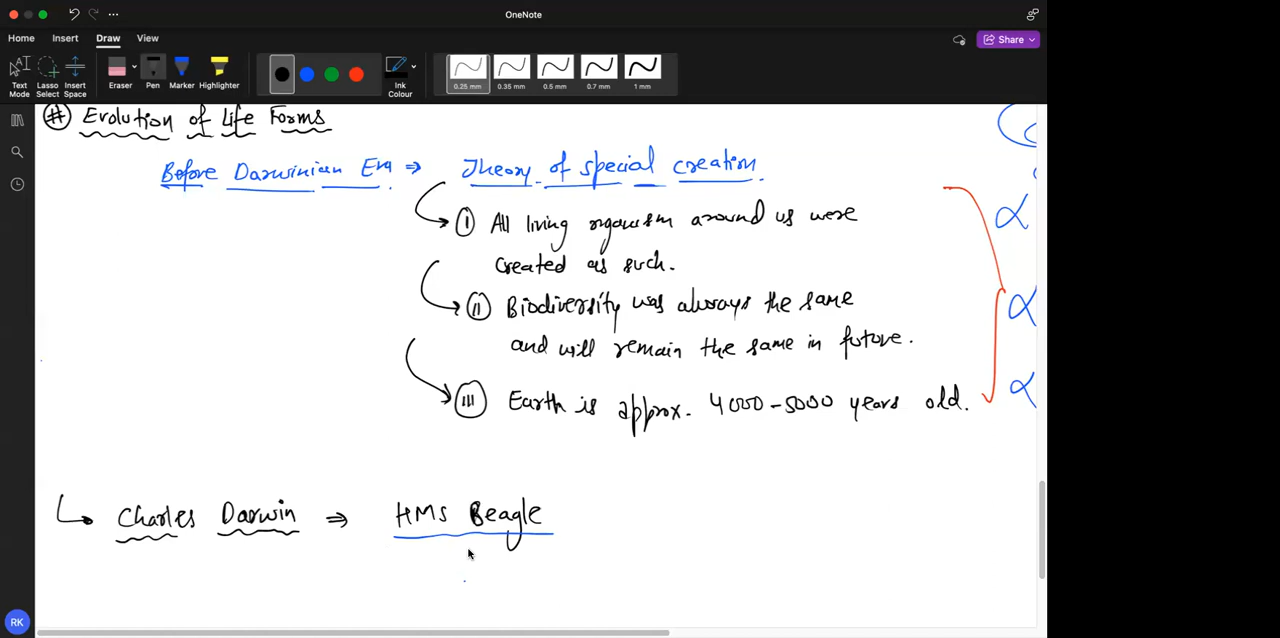 OneNote
Home Insert Draw View
Share
Text Mode Lasso Select Insert Space Eraser Pen Marker Highlighter Ink Colour 0.25 mm 0.35 mm 0.5 mm 0.7 mm 1 mm
# Evolution of Life Forms
Before Darwinian Era ⇒ Theory of special creation.
(I) All living organism around us were
created as such.
(II) Biodiversity was always the same
and will remain the same in future.
(III) Earth is approx. 4000-5000 years old.
α
α
α
Charles Darwin ⇒ HMS Beagle
RK